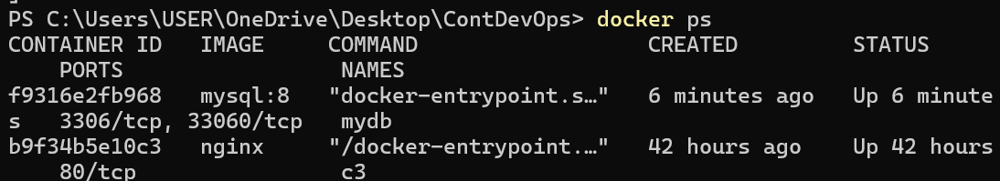 PS C:\Users\USER\OneDrive\Desktop\ContDevOps> docker ps
CONTAINER ID   IMAGE     COMMAND                  CREATED         STATUS
    PORTS                 NAMES
f9316e2fb968   mysql:8   "docker-entrypoint.s…"   6 minutes ago   Up 6 minute
s   3306/tcp, 33060/tcp   mydb
b9f34b5e10c3   nginx     "/docker-entrypoint.…"   42 hours ago    Up 42 hours
    80/tcp                c3